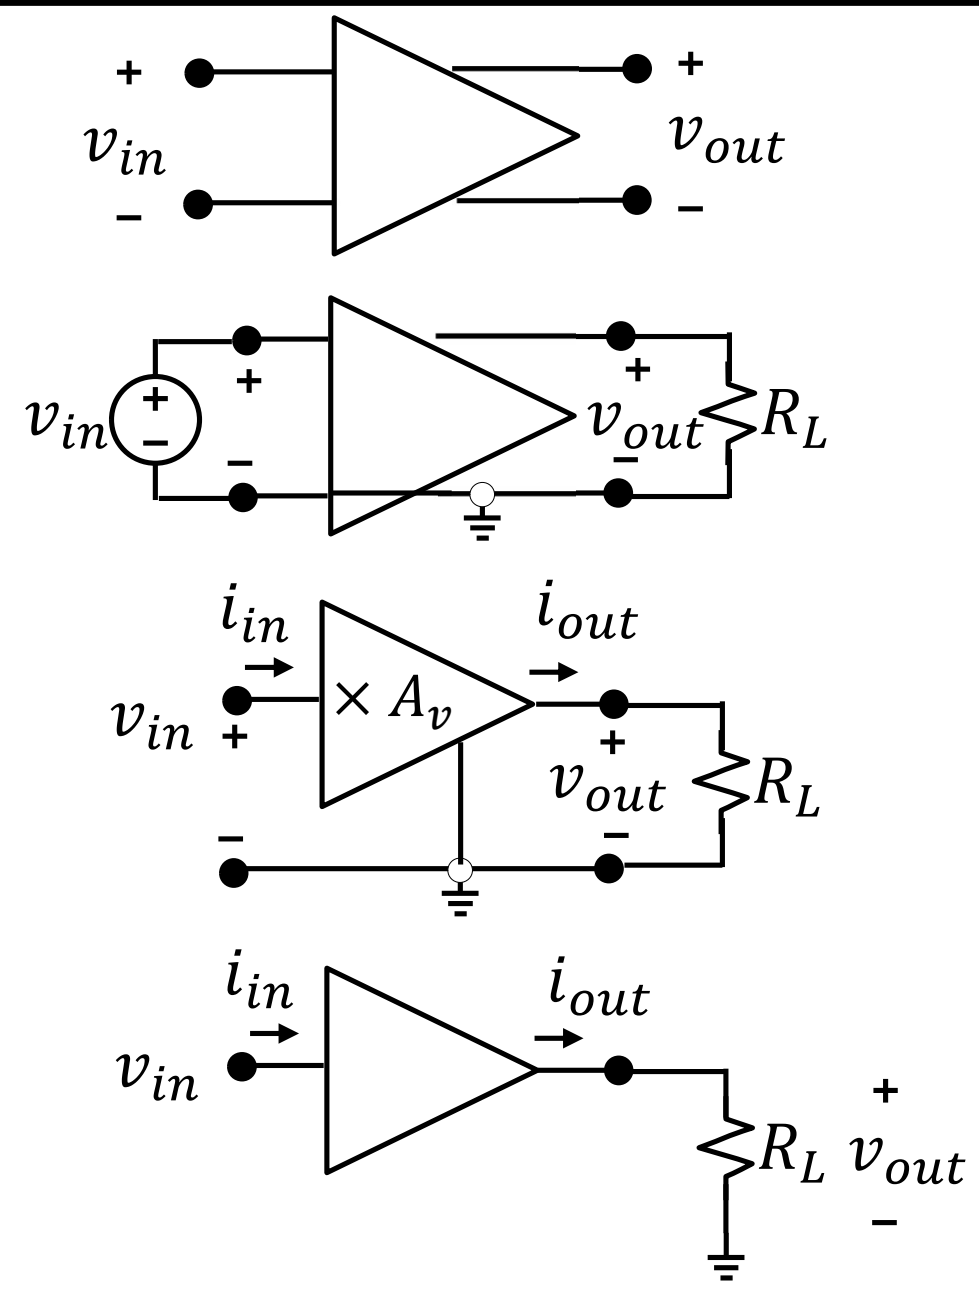 + +
v_in v_out
− −
+
v_in + − + v_out R_L
− −
i_in i_out
× A_v
v_in + + v_out R_L
− −
i_in i_out
v_in
+
R_L v_out
−